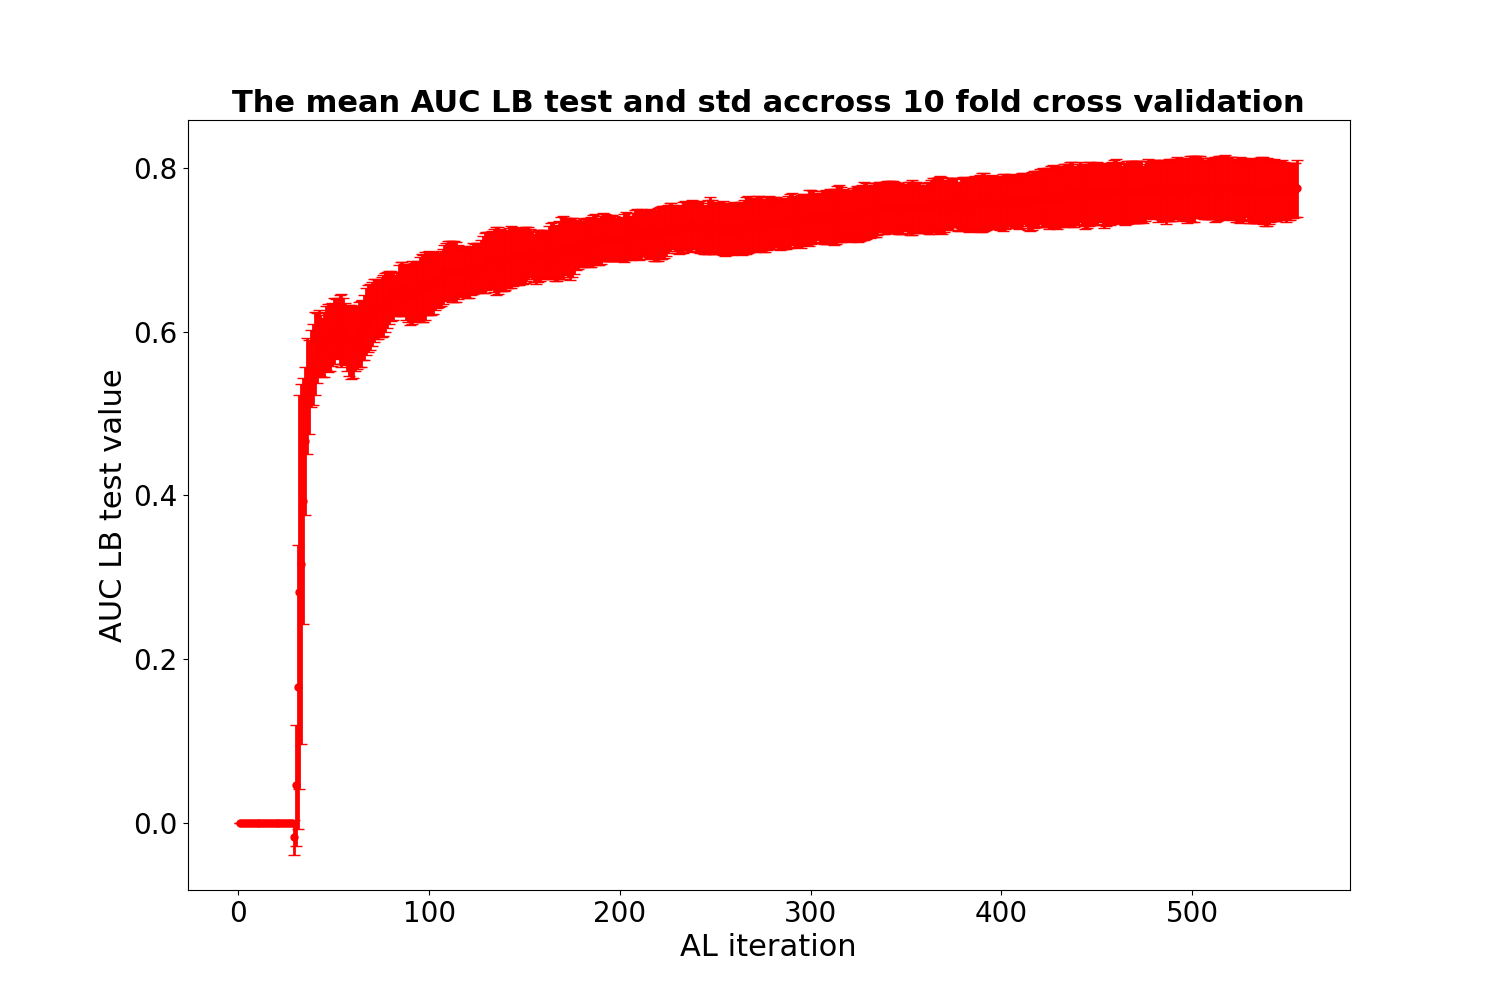 The mean AUC LB test and std accross 10 fold cross validation
0.8
0.6
0.4
0.2
0.0
AUC LB test value
0 100 200 300 400 500
AL iteration